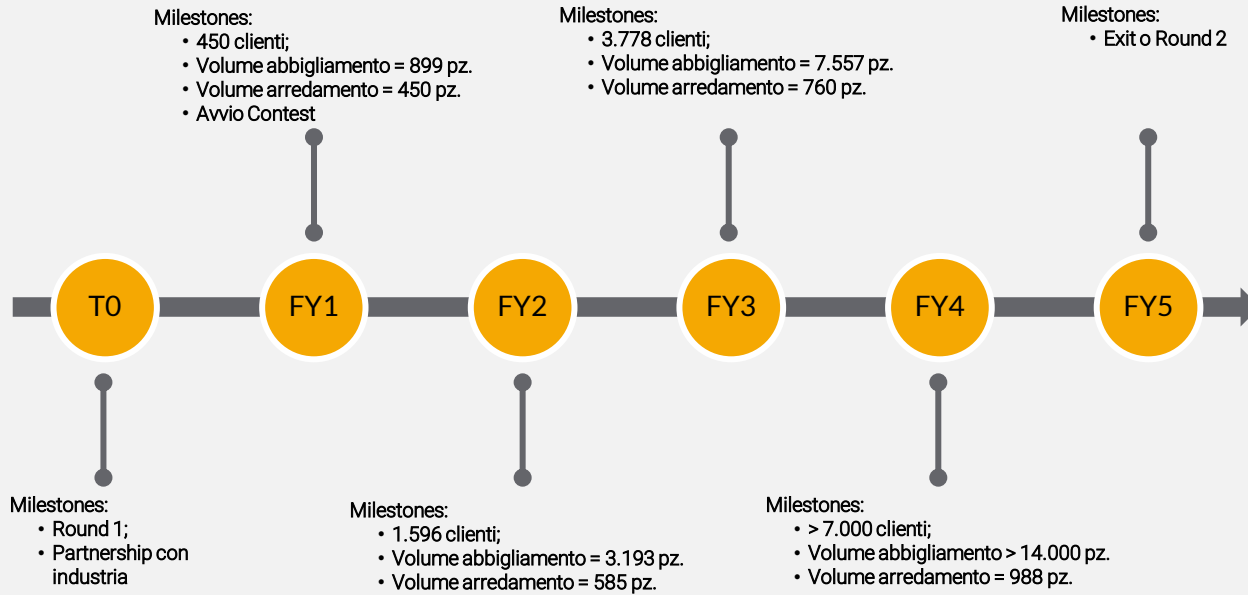 Milestones:
• 450 clienti;
• Volume abbigliamento = 899 pz.
• Volume arredamento = 450 pz.
• Avvio Contest
Milestones:
• 3.778 clienti;
• Volume abbigliamento = 7.557 pz.
• Volume arredamento = 760 pz.
Milestones:
• Exit o Round 2
T0
FY1
FY2
FY3
FY4
FY5
Milestones:
• Round 1;
• Partnership con
industria
Milestones:
• 1.596 clienti;
• Volume abbigliamento = 3.193 pz.
• Volume arredamento = 585 pz.
Milestones:
• > 7.000 clienti;
• Volume abbigliamento > 14.000 pz.
• Volume arredamento = 988 pz.